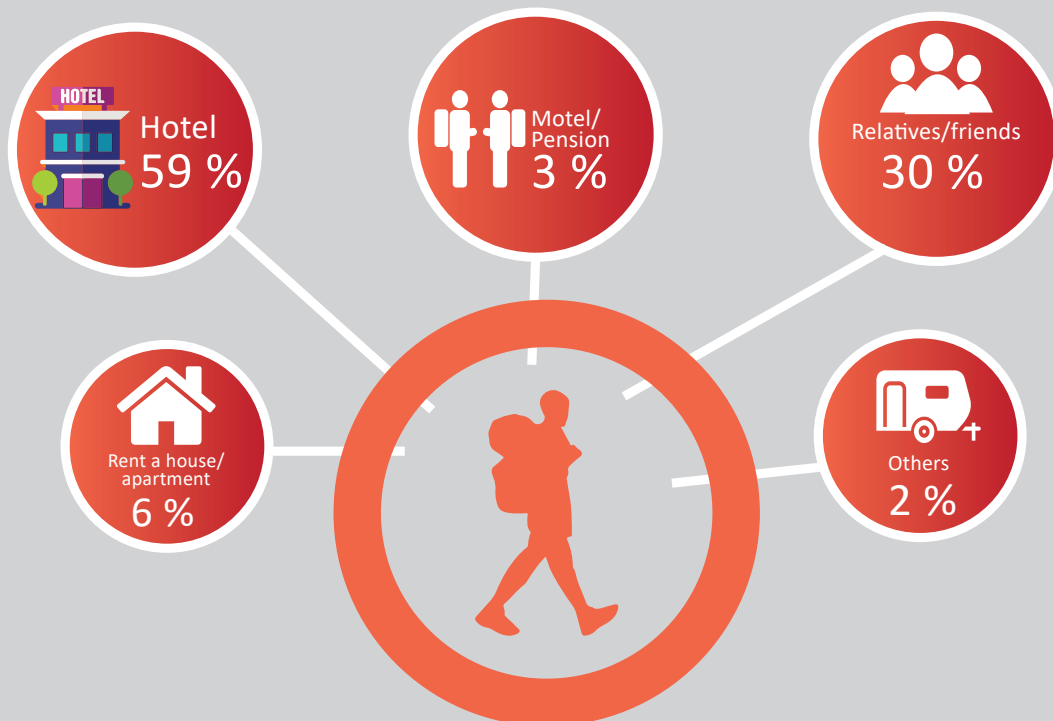 HOTEL
Hotel
59 %
Motel/
Pension
3 %
Relatives/friends
30 %
Rent a house/
apartment
6 %
Others
2 %